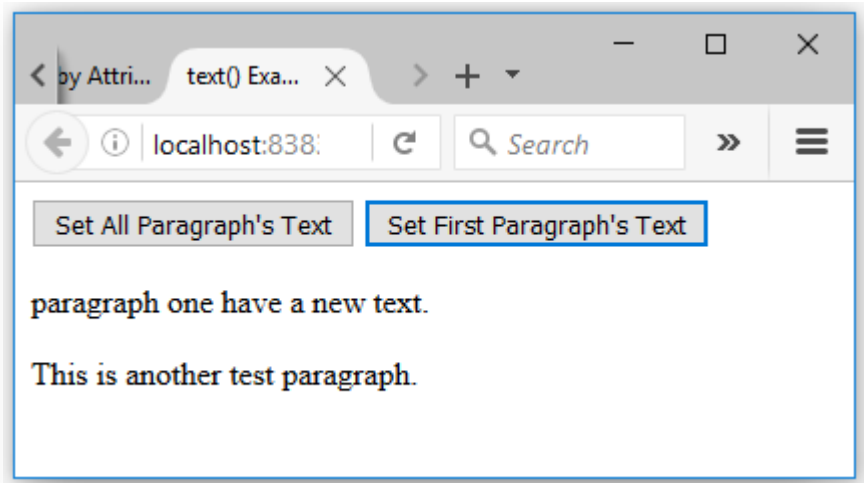 by Attri... text() Exa...
localhost:838 Search
Set All Paragraph's Text Set First Paragraph's Text
paragraph one have a new text.
This is another test paragraph.